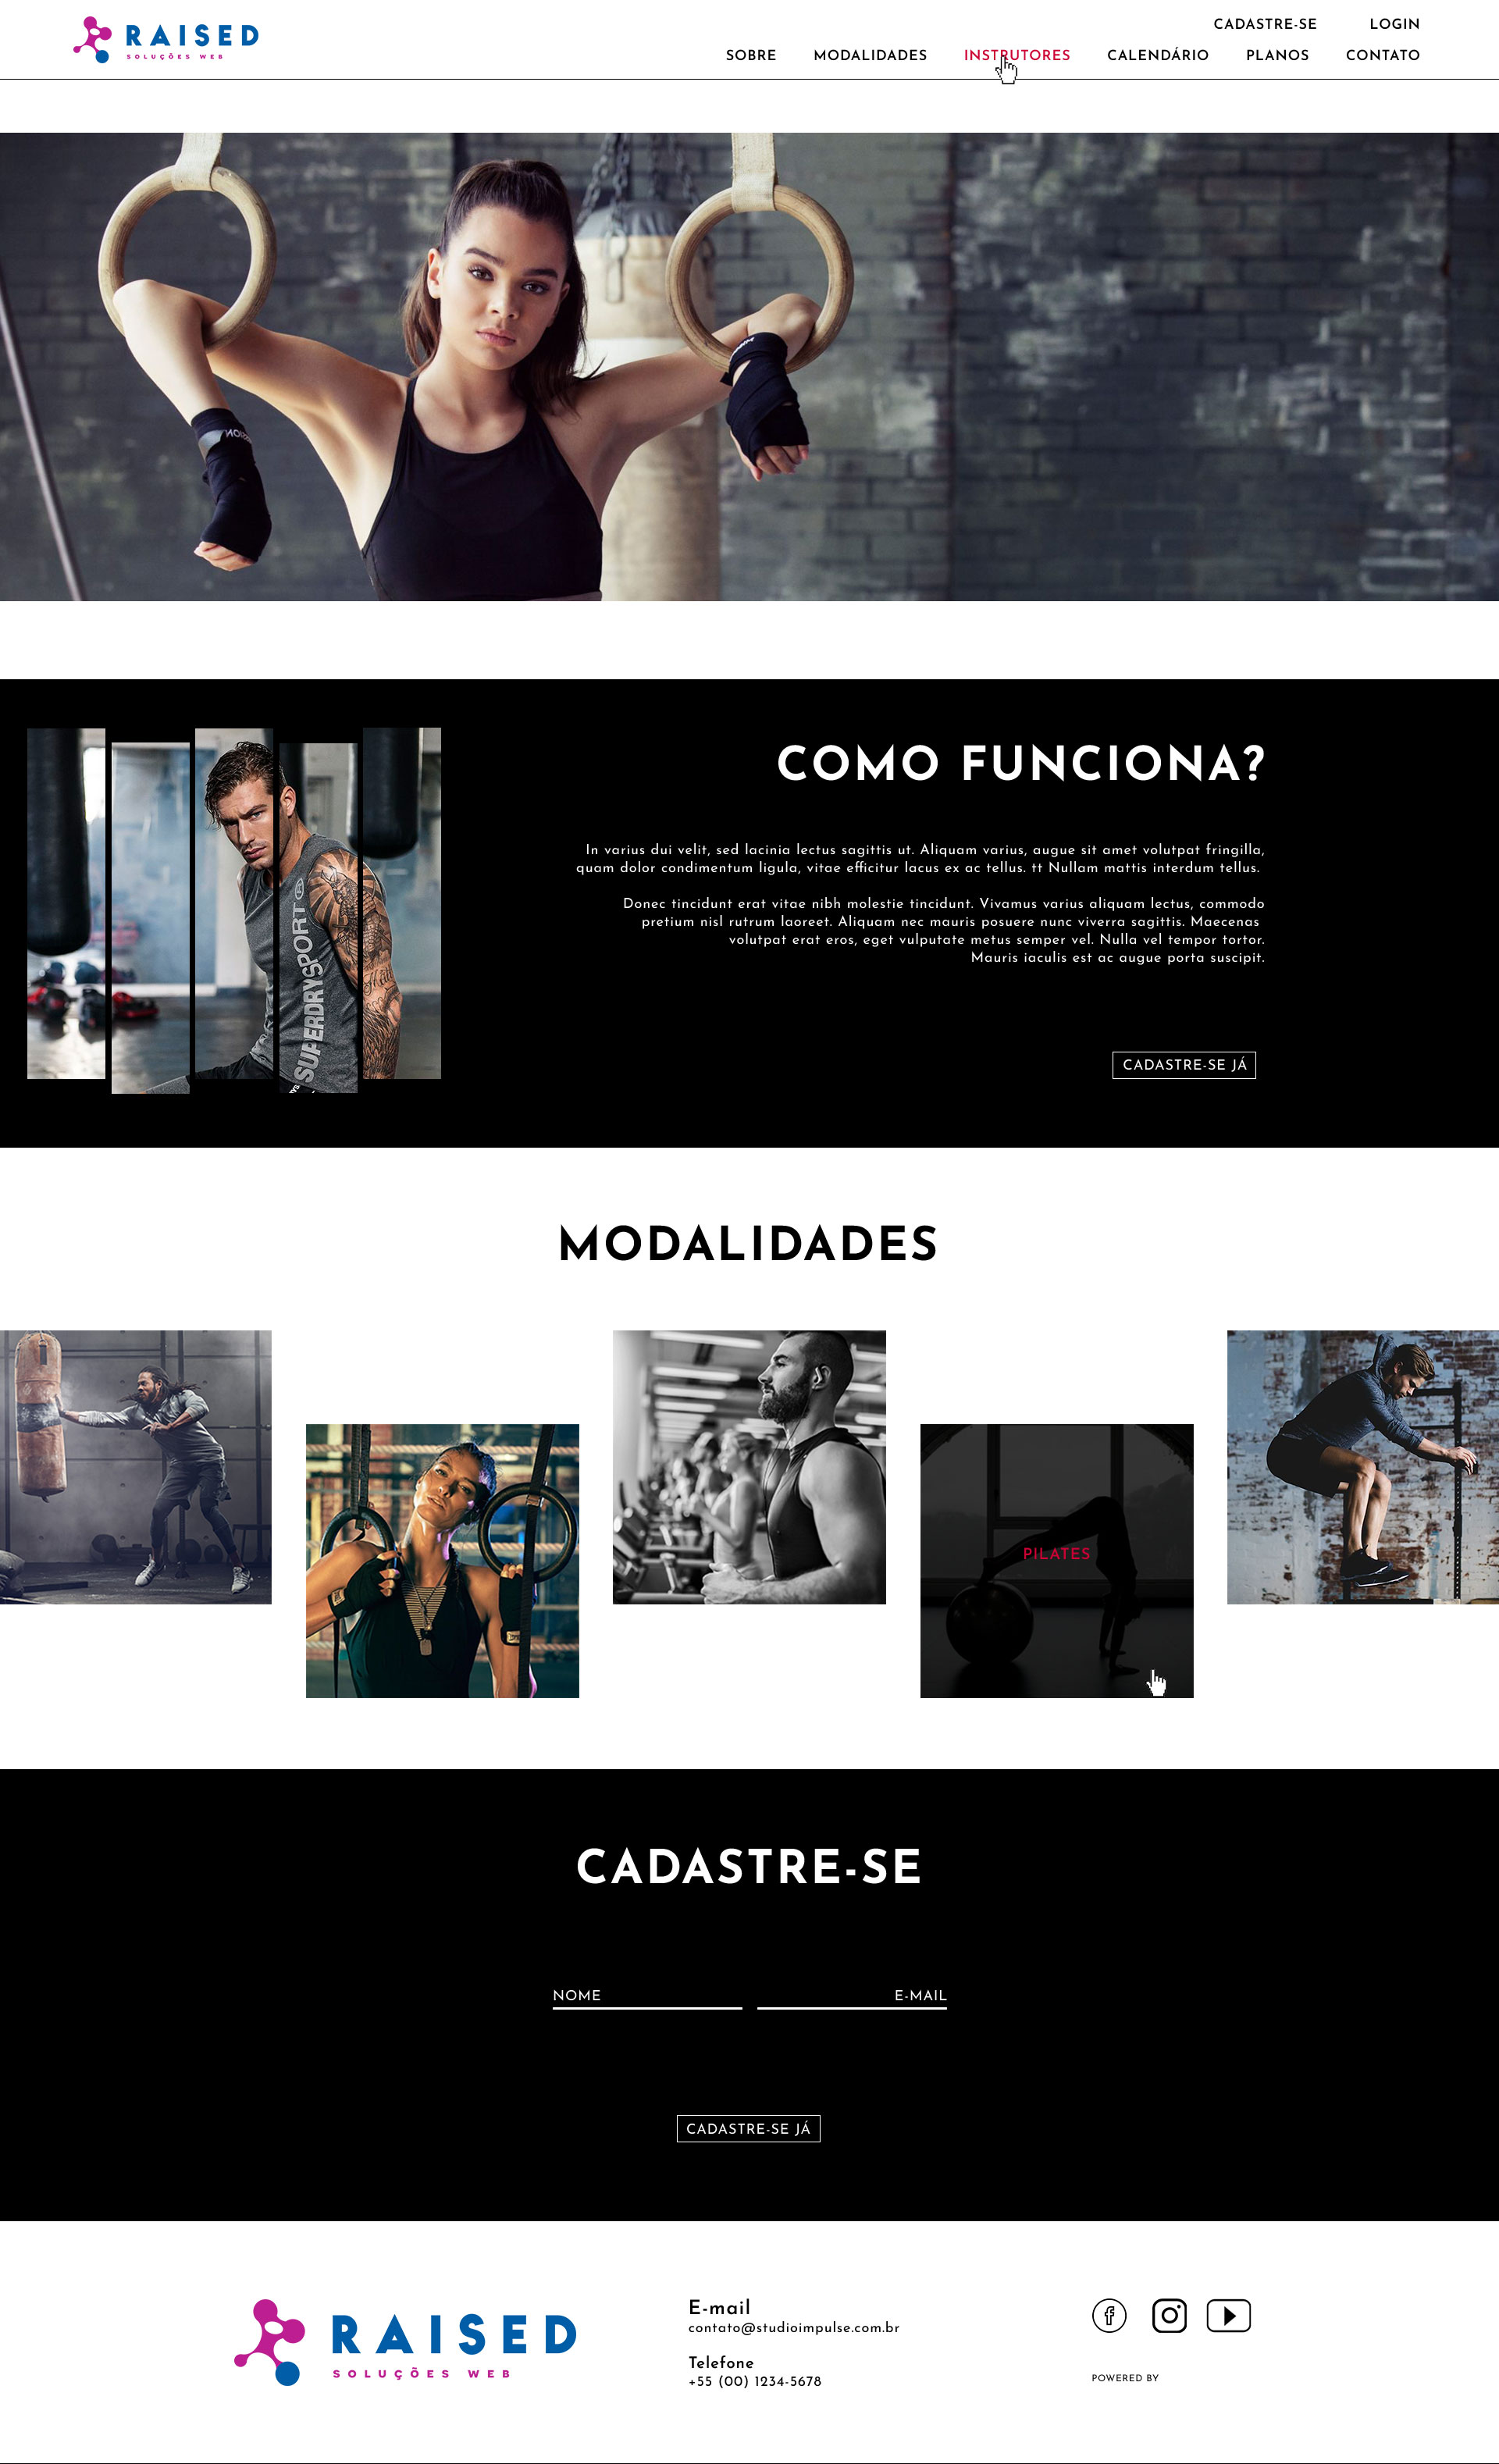 RAISED
SOLUÇÕES WEB
CADASTRE-SE LOGIN
SOBRE MODALIDADES INSTRUTORES CALENDÁRIO PLANOS CONTATO
COMO FUNCIONA?
In varius dui velit, sed lacinia lectus sagittis ut. Aliquam varius, augue sit amet volutpat fringilla,
quam dolor condimentum ligula, vitae efficitur lacus ex ac tellus. tt Nullam mattis interdum tellus.
Donec tincidunt erat vitae nibh molestie tincidunt. Vivamus varius aliquam lectus, commodo
pretium nisl rutrum laoreet. Aliquam nec mauris posuere nunc viverra sagittis. Maecenas
volutpat erat eros, eget vulputate metus semper vel. Nulla vel tempor tortor.
Mauris iaculis est ac augue porta suscipit.
SUPERDRYSPORT
CADASTRE-SE JÁ
MODALIDADES
PILATES
CADASTRE-SE
NOME E-MAIL
CADASTRE-SE JÁ
RAISED
SOLUÇÕES WEB
E-mail
contato@studioimpulse.com.br
Telefone
+55 (00) 1234-5678
POWERED BY